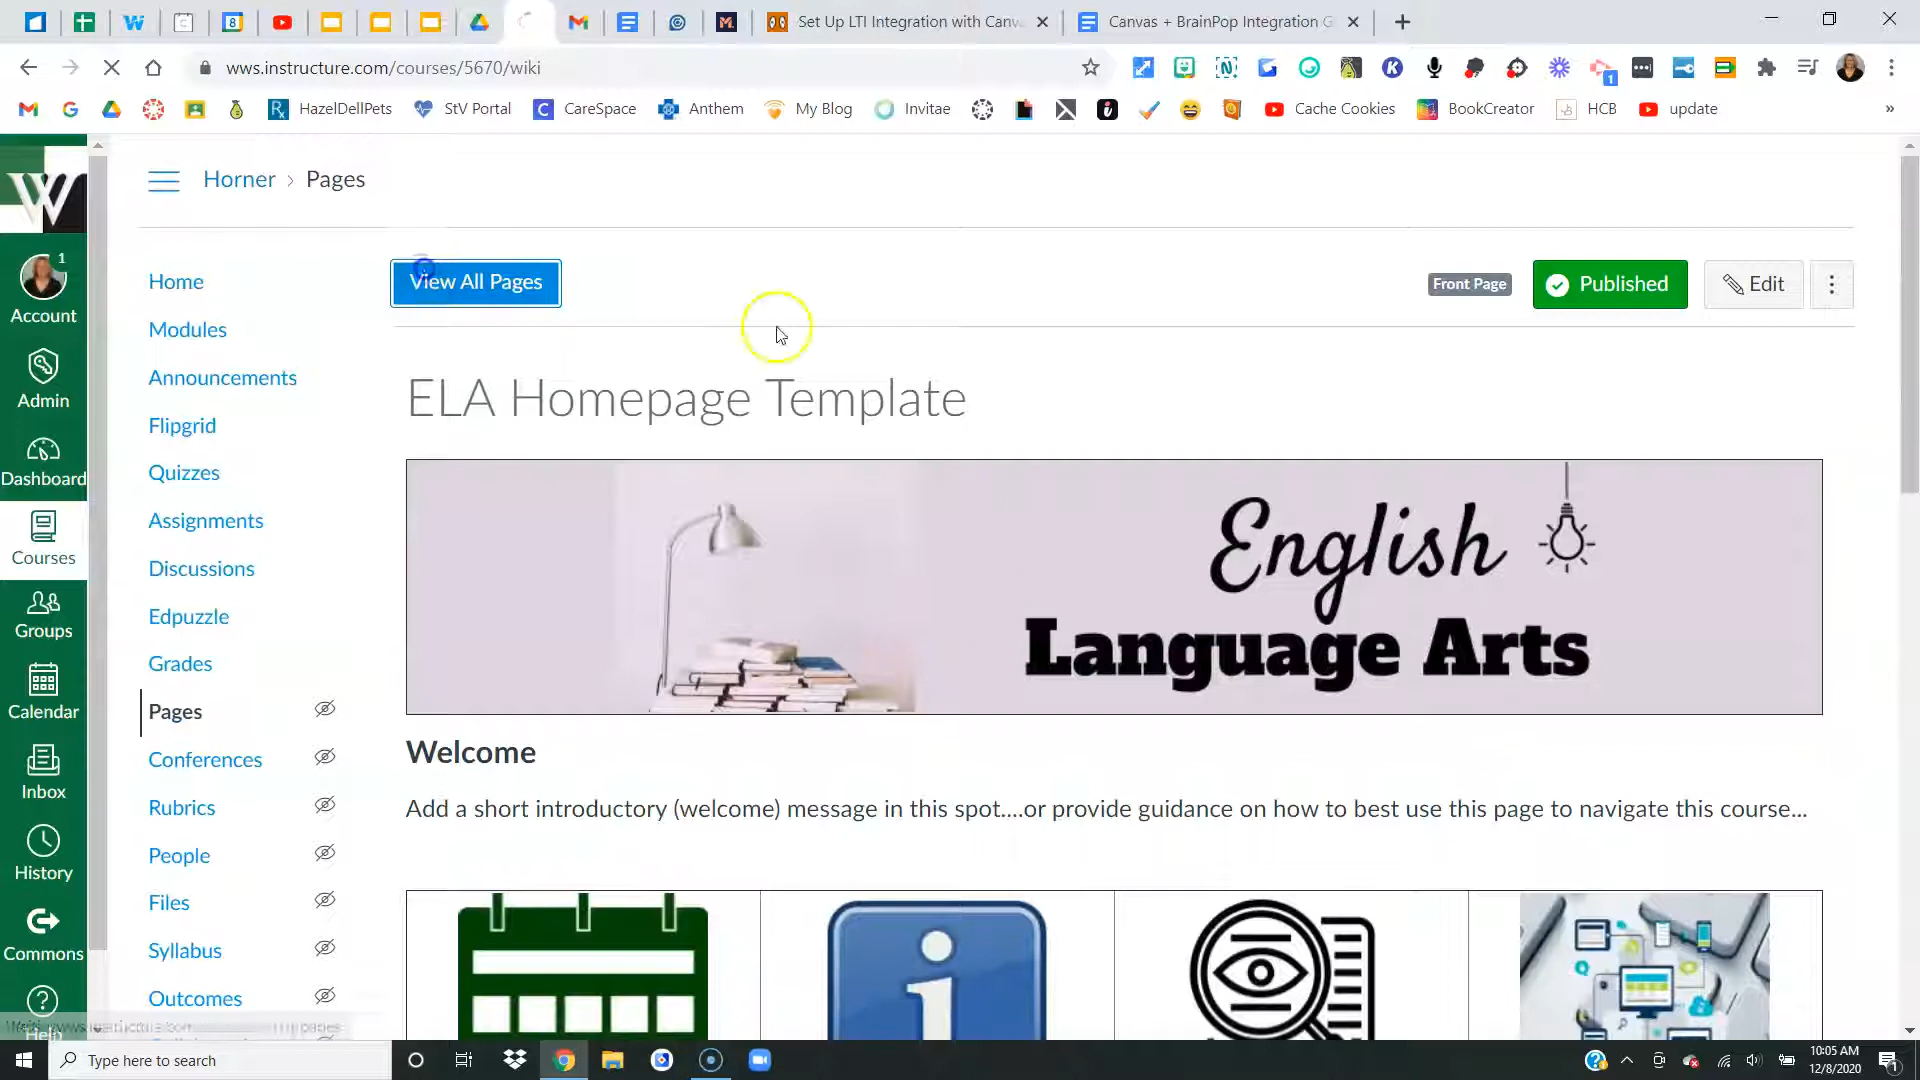 Set Up LTI Integration with Canv
Canvas + BrainPop Integration G
wws.instructure.com/courses/5670/wiki
1
HazelDellPets
StV Portal
CareSpace
Anthem
My Blog
Invitae
Cache Cookies
BookCreator
HCB
update
»
W
1
Account
Admin
Dashboard
Courses
Groups
Calendar
Inbox
History
Commons
Help
Horner › Pages
Home
Modules
Announcements
Flipgrid
Quizzes
Assignments
Discussions
Edpuzzle
Grades
Pages
Conferences
Rubrics
People
Files
Syllabus
Outcomes
View All Pages
Front Page
Published
Edit
ELA Homepage Template
English
Language Arts
Welcome
Add a short introductory (welcome) message in this spot....or provide guidance on how to best use this page to navigate this course...
Type here to search
10:05 AM
12/8/2020
1